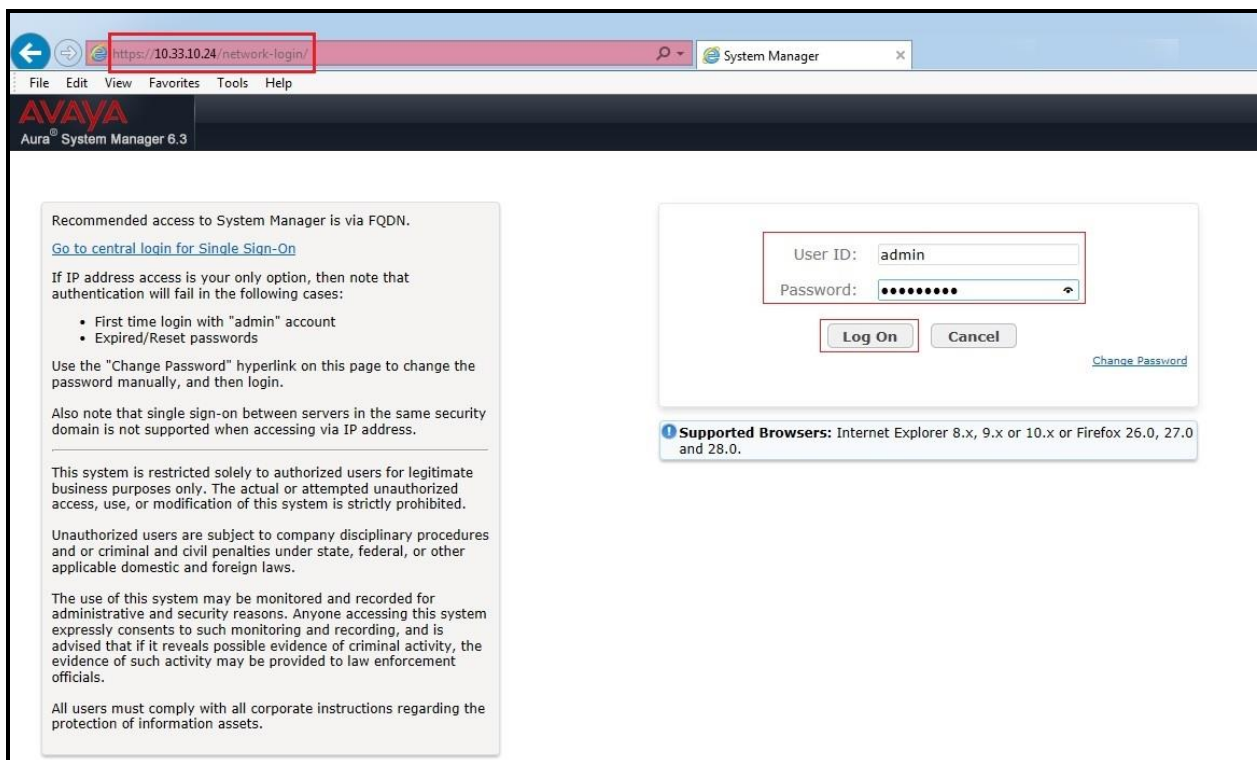 https://10.33.10.24/network-login/
System Manager
File Edit View Favorites Tools Help
AVAYA
Aura® System Manager 6.3
Recommended access to System Manager is via FQDN.
Go to central login for Single Sign-On
If IP address access is your only option, then note that
authentication will fail in the following cases:
• First time login with "admin" account
• Expired/Reset passwords
Use the "Change Password" hyperlink on this page to change the
password manually, and then login.
Also note that single sign-on between servers in the same security
domain is not supported when accessing via IP address.
This system is restricted solely to authorized users for legitimate
business purposes only. The actual or attempted unauthorized
access, use, or modification of this system is strictly prohibited.
Unauthorized users are subject to company disciplinary procedures
and or criminal and civil penalties under state, federal, or other
applicable domestic and foreign laws.
The use of this system may be monitored and recorded for
administrative and security reasons. Anyone accessing this system
expressly consents to such monitoring and recording, and is
advised that if it reveals possible evidence of criminal activity, the
evidence of such activity may be provided to law enforcement
officials.
All users must comply with all corporate instructions regarding the
protection of information assets.
User ID: admin
Password: •••••••••
Log On Cancel
Change Password
Supported Browsers: Internet Explorer 8.x, 9.x or 10.x or Firefox 26.0, 27.0
and 28.0.